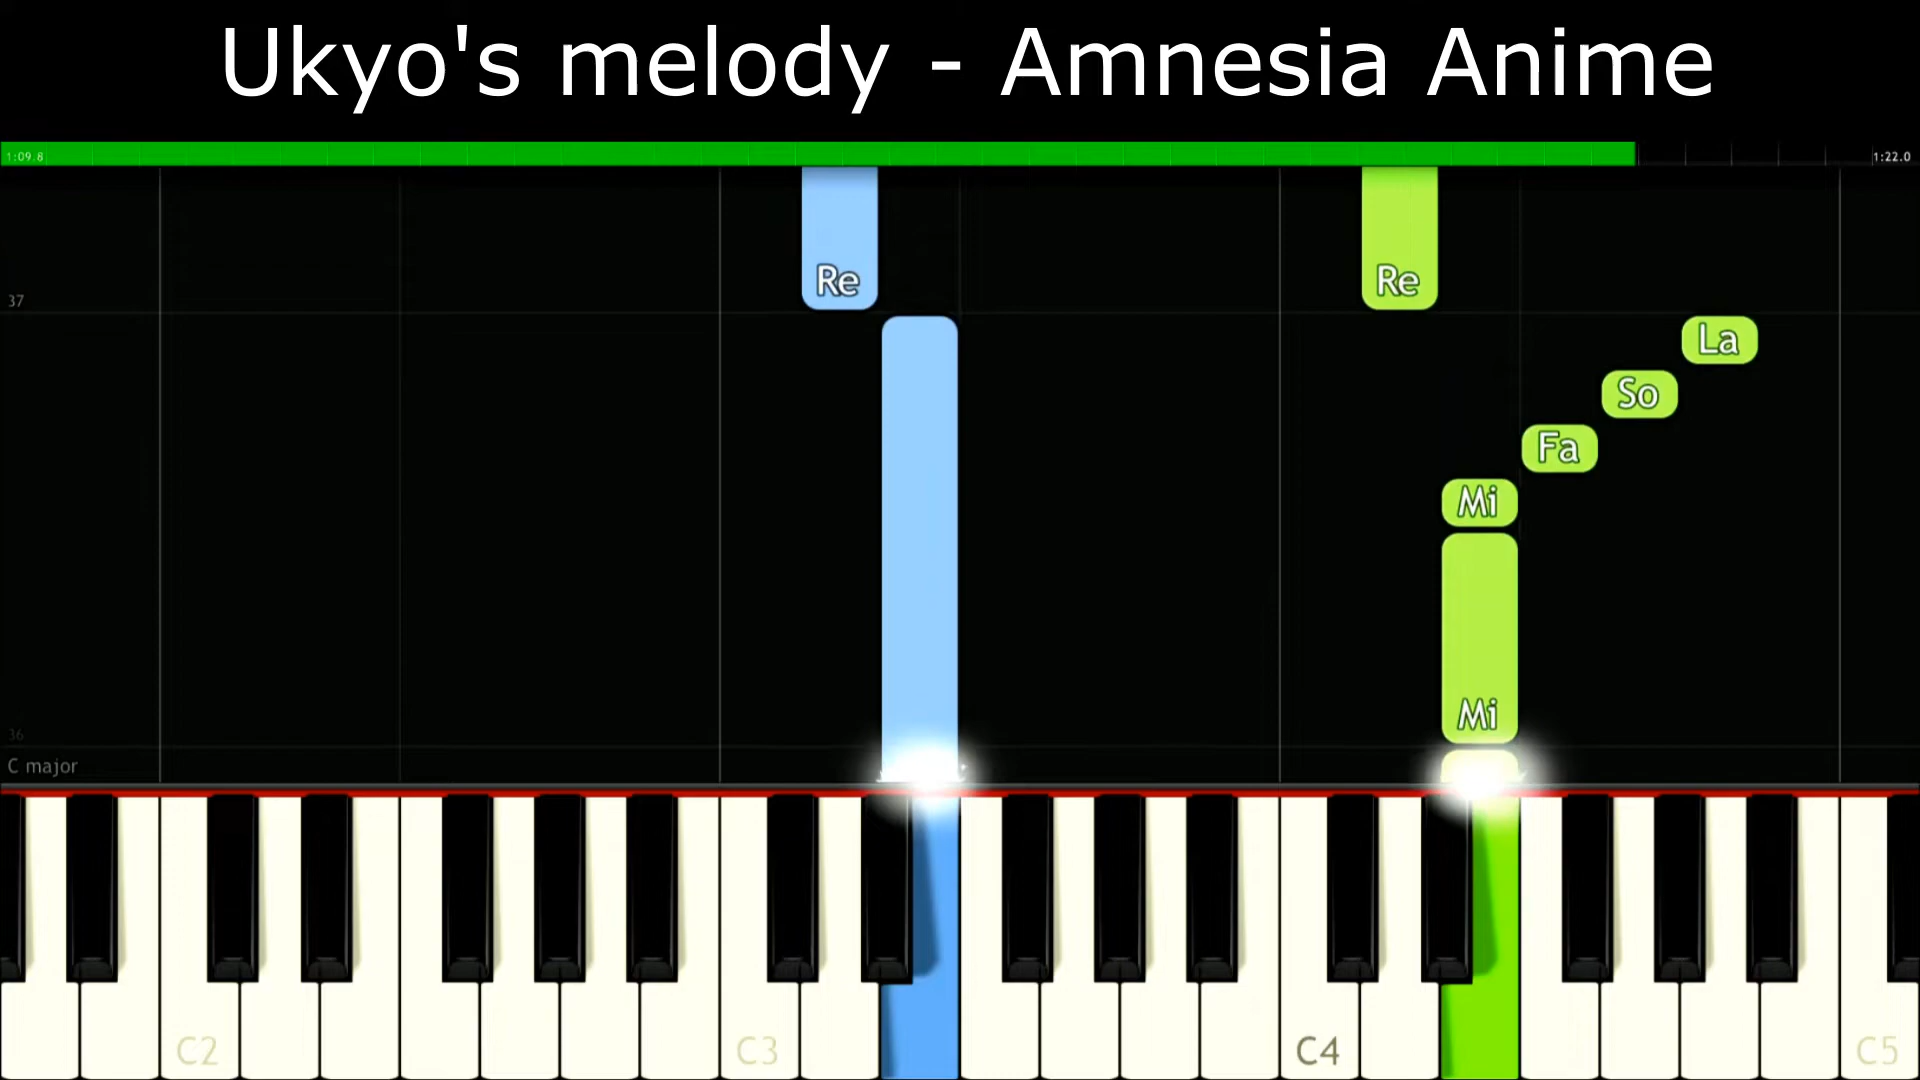 Ukyo's melody - Amnesia Anime
1:09.8
1:22.0
Re
Re
37
La
So
Fa
Mi
Mi
36
C major
C2
C3
C4
C5